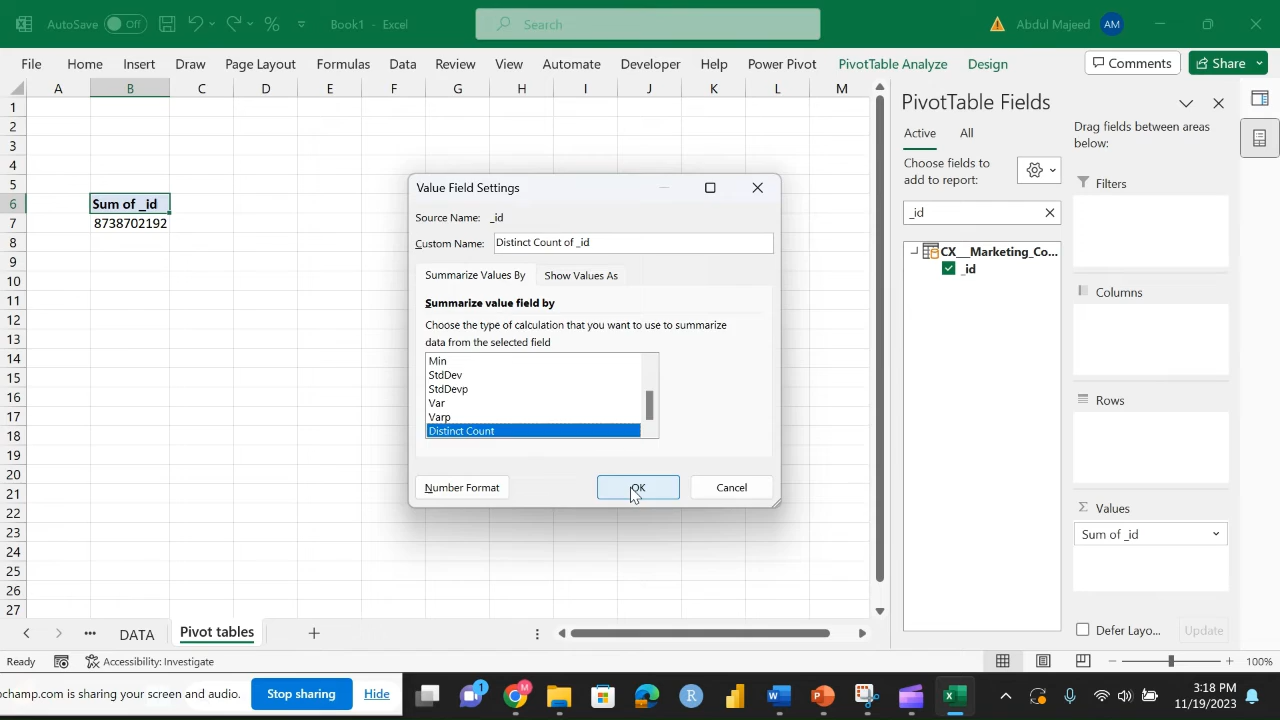 AutoSave Off % Book1 - Excel Search Abdul Majeed AM
File Home Insert Draw Page Layout Formulas Data Review View Automate Developer Help Power Pivot PivotTable Analyze Design Comments Share
A B C D E F G H I J K L M
1
2
3
4
5
6 Sum of _id
7 8738702192
8
9
10
11
12
13
14
15
16
17
18
19
20
21
22
23
24
25
26
27
Value Field Settings
Source Name: _id
Custom Name: Distinct Count of _id
Summarize Values By Show Values As
Summarize value field by
Choose the type of calculation that you want to use to summarize
data from the selected field
Min
StdDev
StdDevp
Var
Varp
Distinct Count
Number Format OK Cancel
PivotTable Fields
Active All
Choose fields to
add to report:
_id
CX__Marketing_Co...
_id
Drag fields between areas
below:
Filters
Columns
Rows
Σ Values
Sum of _id
Defer Layo... Update
DATA Pivot tables
Ready Accessibility: Investigate 100%
pchamp.com is sharing your screen and audio. Stop sharing Hide 1 M R W P X
3:18 PM
11/19/2023